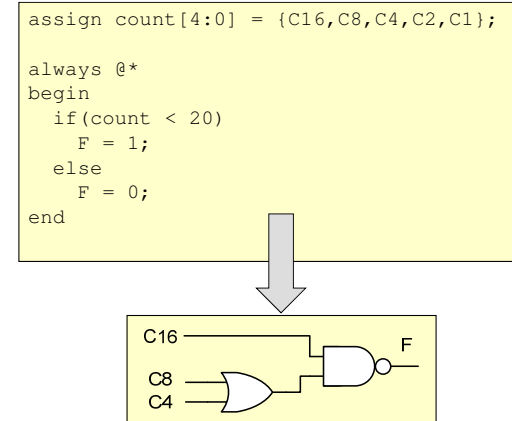 assign count[4:0] = {C16,C8,C4,C2,C1};
always @*
begin
if(count < 20)
F = 1;
else
F = 0;
end
C16
F
C8
C4